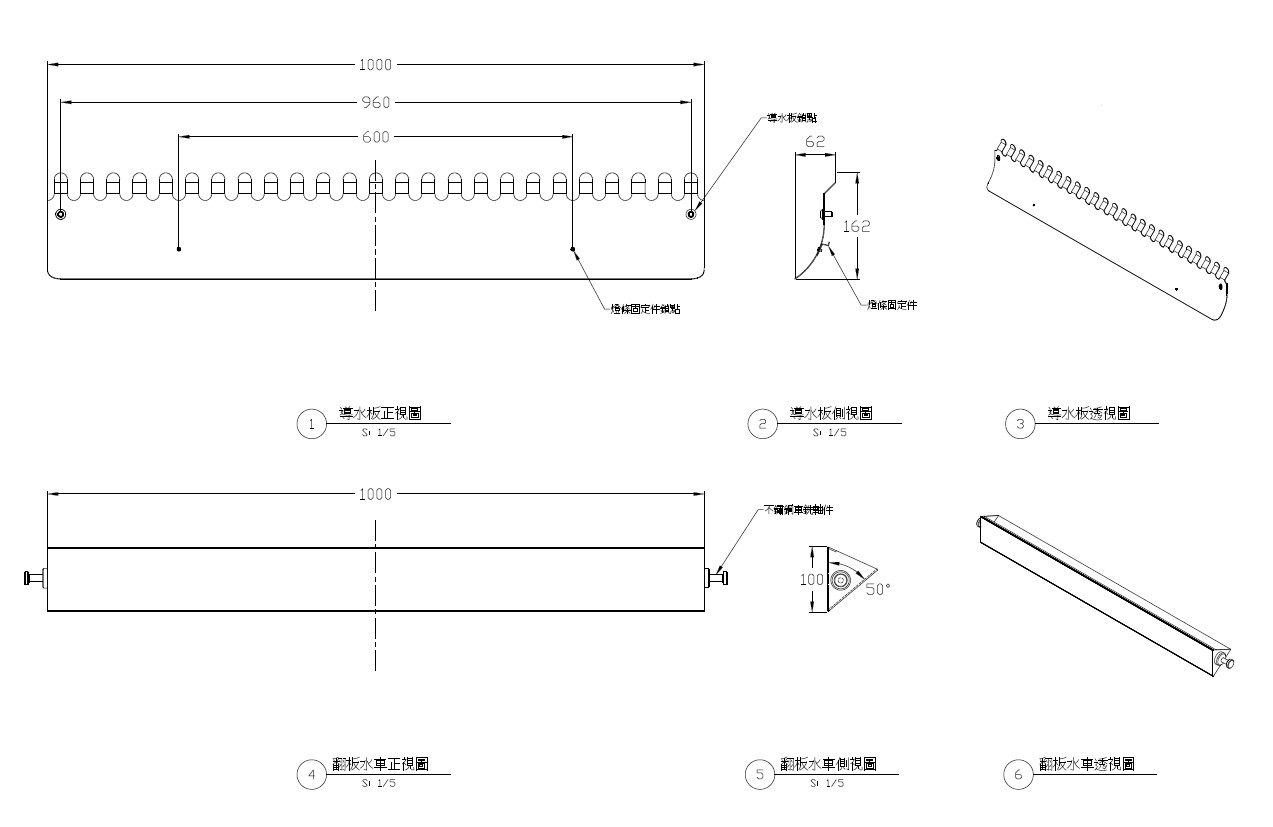 1000
960
600
導水板鎖點
62
162
燈條固定件鎖點
燈條固定件
1 導水板正視圖
S: 1/5
2 導水板側視圖
S: 1/5
3 導水板透視圖
1000
不鏽鋼車銑軸件
100
50°
4 翻板水車正視圖
S: 1/5
5 翻板水車側視圖
S: 1/5
6 翻板水車透視圖